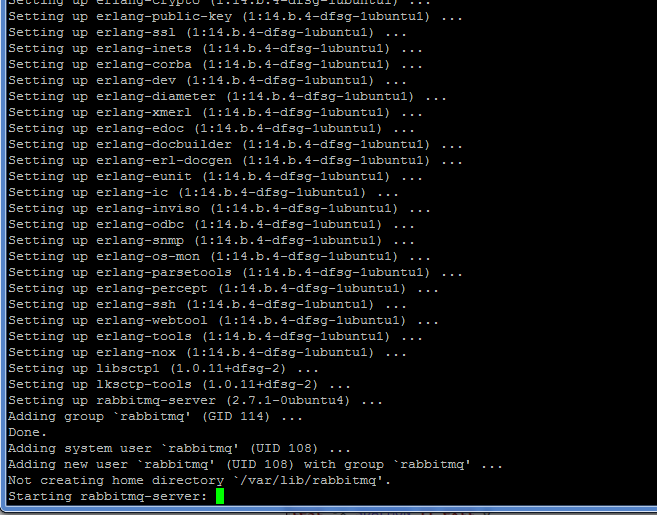 Setting up erlang-crypto (1:14.b.4-dfsg-1ubuntu1) ...
Setting up erlang-public-key (1:14.b.4-dfsg-1ubuntu1) ...
Setting up erlang-ssl (1:14.b.4-dfsg-1ubuntu1) ...
Setting up erlang-inets (1:14.b.4-dfsg-1ubuntu1) ...
Setting up erlang-corba (1:14.b.4-dfsg-1ubuntu1) ...
Setting up erlang-dev (1:14.b.4-dfsg-1ubuntu1) ...
Setting up erlang-diameter (1:14.b.4-dfsg-1ubuntu1) ...
Setting up erlang-xmerl (1:14.b.4-dfsg-1ubuntu1) ...
Setting up erlang-edoc (1:14.b.4-dfsg-1ubuntu1) ...
Setting up erlang-docbuilder (1:14.b.4-dfsg-1ubuntu1) ...
Setting up erlang-erl-docgen (1:14.b.4-dfsg-1ubuntu1) ...
Setting up erlang-eunit (1:14.b.4-dfsg-1ubuntu1) ...
Setting up erlang-ic (1:14.b.4-dfsg-1ubuntu1) ...
Setting up erlang-inviso (1:14.b.4-dfsg-1ubuntu1) ...
Setting up erlang-odbc (1:14.b.4-dfsg-1ubuntu1) ...
Setting up erlang-snmp (1:14.b.4-dfsg-1ubuntu1) ...
Setting up erlang-os-mon (1:14.b.4-dfsg-1ubuntu1) ...
Setting up erlang-parsetools (1:14.b.4-dfsg-1ubuntu1) ...
Setting up erlang-percept (1:14.b.4-dfsg-1ubuntu1) ...
Setting up erlang-ssh (1:14.b.4-dfsg-1ubuntu1) ...
Setting up erlang-webtool (1:14.b.4-dfsg-1ubuntu1) ...
Setting up erlang-tools (1:14.b.4-dfsg-1ubuntu1) ...
Setting up erlang-nox (1:14.b.4-dfsg-1ubuntu1) ...
Setting up libsctp1 (1.0.11+dfsg-2) ...
Setting up lksctp-tools (1.0.11+dfsg-2) ...
Setting up rabbitmq-server (2.7.1-0ubuntu4) ...
Adding group `rabbitmq' (GID 114) ...
Done.
Adding system user `rabbitmq' (UID 108) ...
Adding new user `rabbitmq' (UID 108) with group `rabbitmq' ...
Not creating home directory `/var/lib/rabbitmq'.
Starting rabbitmq-server: